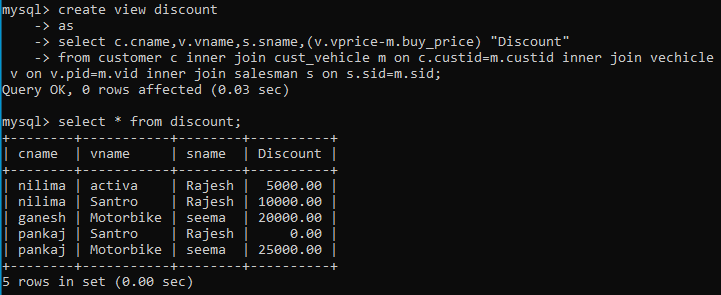 mysql> create view discount
    -> as
    -> select c.cname,v.vname,s.sname,(v.vprice-m.buy_price) "Discount"
    -> from customer c inner join cust_vehicle m on c.custid=m.custid inner join vechicle
 v on v.pid=m.vid inner join salesman s on s.sid=m.sid;
Query OK, 0 rows affected (0.03 sec)

mysql> select * from discount;
+--------+-----------+--------+----------+
| cname  | vname     | sname  | Discount |
+--------+-----------+--------+----------+
| nilima | activa    | Rajesh |  5000.00 |
| nilima | Santro    | Rajesh | 10000.00 |
| ganesh | Motorbike | seema  | 20000.00 |
| pankaj | Santro    | Rajesh |     0.00 |
| pankaj | Motorbike | seema  | 25000.00 |
+--------+-----------+--------+----------+
5 rows in set (0.00 sec)